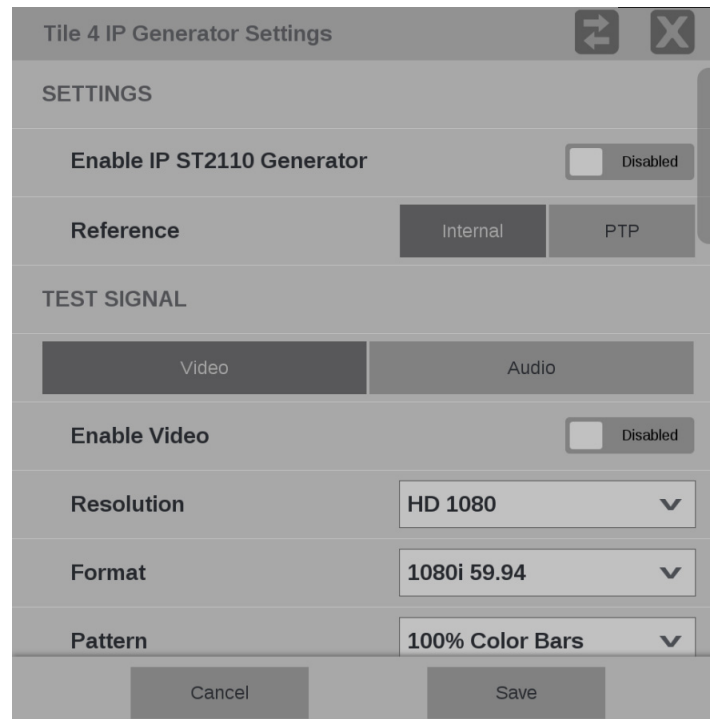 Tile 4 IP Generator Settings
SETTINGS
Enable IP ST2110 Generator Disabled
Reference Internal PTP
TEST SIGNAL
Video Audio
Enable Video Disabled
Resolution HD 1080
Format 1080i 59.94
Pattern 100% Color Bars
Cancel Save